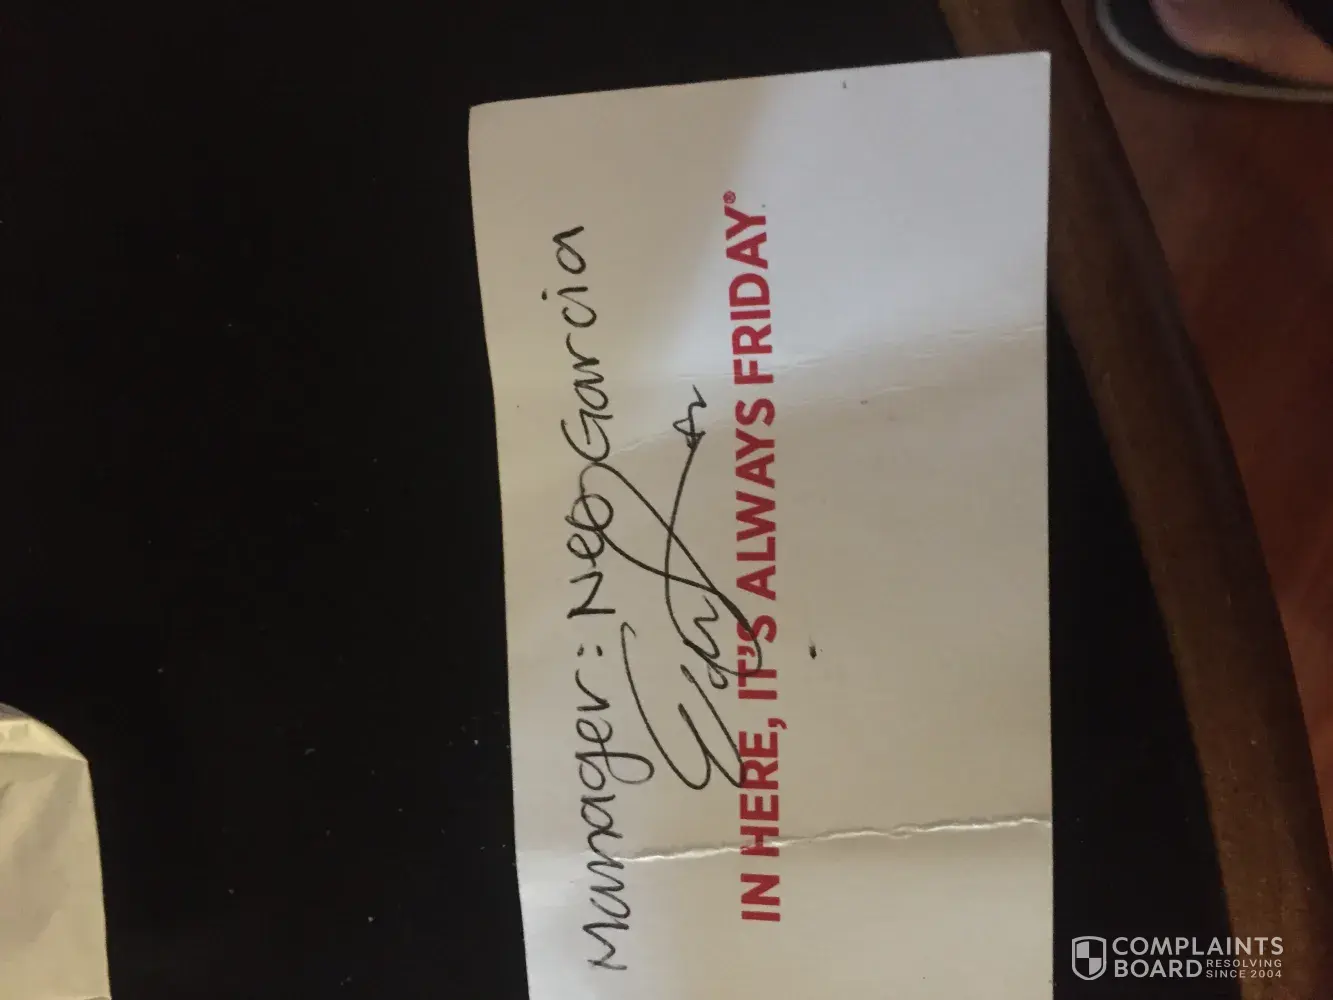 Manager: Neo Garcia
IN HERE, IT'S ALWAYS FRIDAY®
COMPLAINTS
BOARD RESOLVING
SINCE 2004